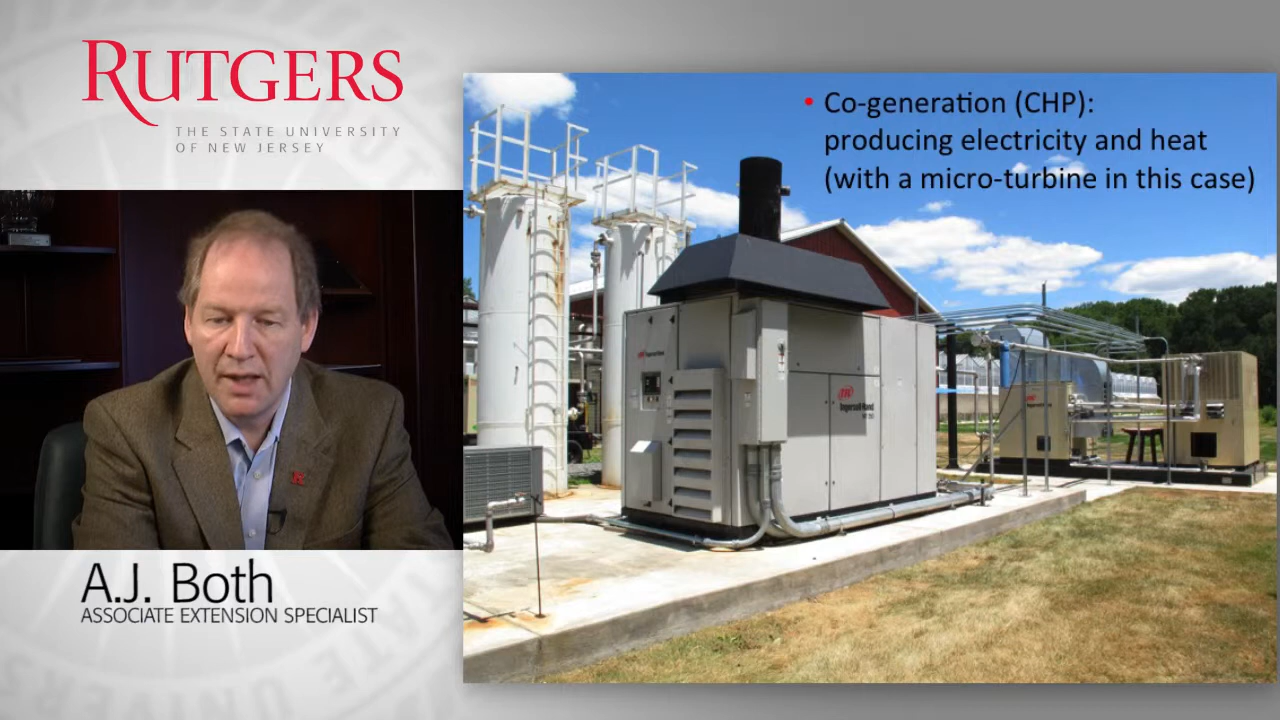 RUTGERS
THE STATE UNIVERSITY
OF NEW JERSEY
• Co-generation (CHP):
producing electricity and heat
(with a micro-turbine in this case)
Ingersoll-Rand
A.J. Both
ASSOCIATE EXTENSION SPECIALIST